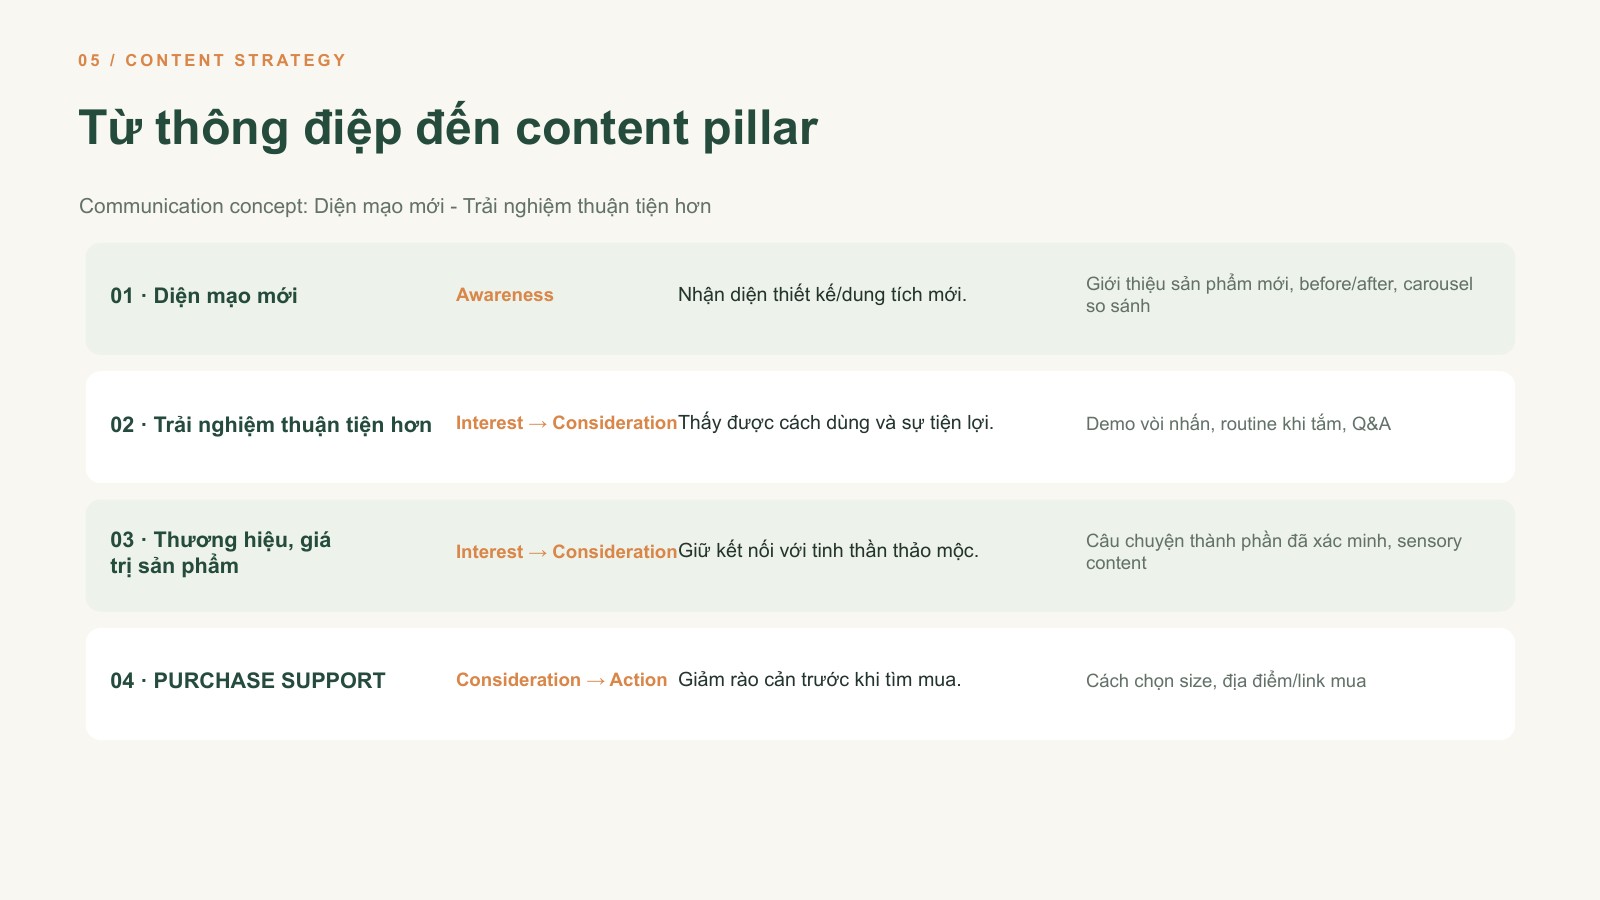 05 / CONTENT STRATEGY
Từ thông điệp đến content pillar
Communication concept: Diện mạo mới - Trải nghiệm thuận tiện hơn
01 · Diện mạo mới
Awareness
Nhận diện thiết kế/dung tích mới.
Giới thiệu sản phẩm mới, before/after, carousel
so sánh
02 · Trải nghiệm thuận tiện hơn
Interest → Consideration
Thấy được cách dùng và sự tiện lợi.
Demo vòi nhấn, routine khi tắm, Q&A
03 · Thương hiệu, giá
trị sản phẩm
Interest → Consideration
Giữ kết nối với tinh thần thảo mộc.
Câu chuyện thành phần đã xác minh, sensory
content
04 · PURCHASE SUPPORT
Consideration → Action
Giảm rào cản trước khi tìm mua.
Cách chọn size, địa điểm/link mua